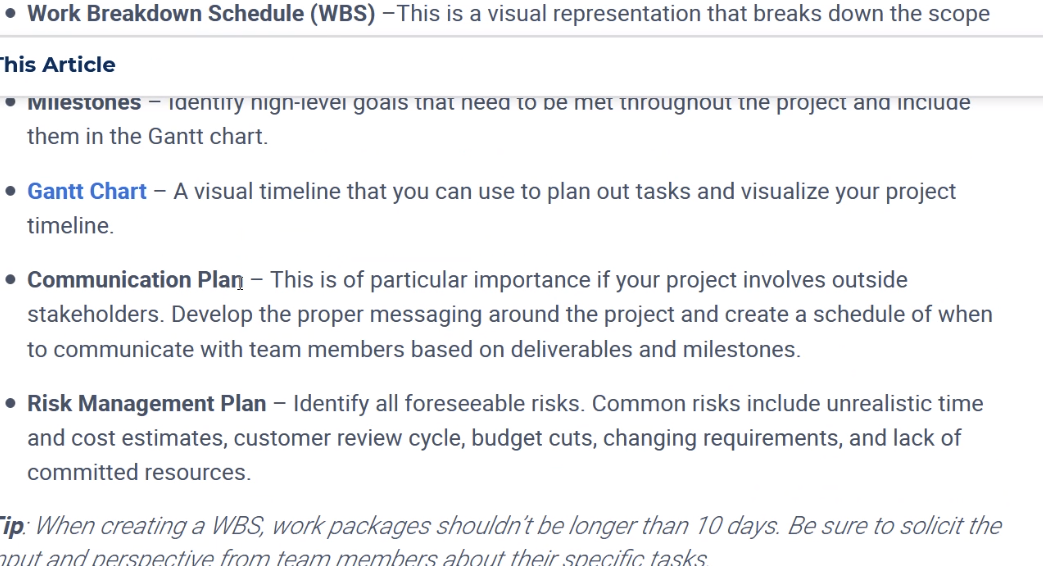 • Work Breakdown Schedule (WBS) –This is a visual representation that breaks down the scope
This Article
• Milestones – Identify high-level goals that need to be met throughout the project and include
them in the Gantt chart.
• Gantt Chart – A visual timeline that you can use to plan out tasks and visualize your project
timeline.
• Communication Plan – This is of particular importance if your project involves outside
stakeholders. Develop the proper messaging around the project and create a schedule of when
to communicate with team members based on deliverables and milestones.
• Risk Management Plan – Identify all foreseeable risks. Common risks include unrealistic time
and cost estimates, customer review cycle, budget cuts, changing requirements, and lack of
committed resources.
Tip: When creating a WBS, work packages shouldn't be longer than 10 days. Be sure to solicit the
input and perspective from team members about their specific tasks.